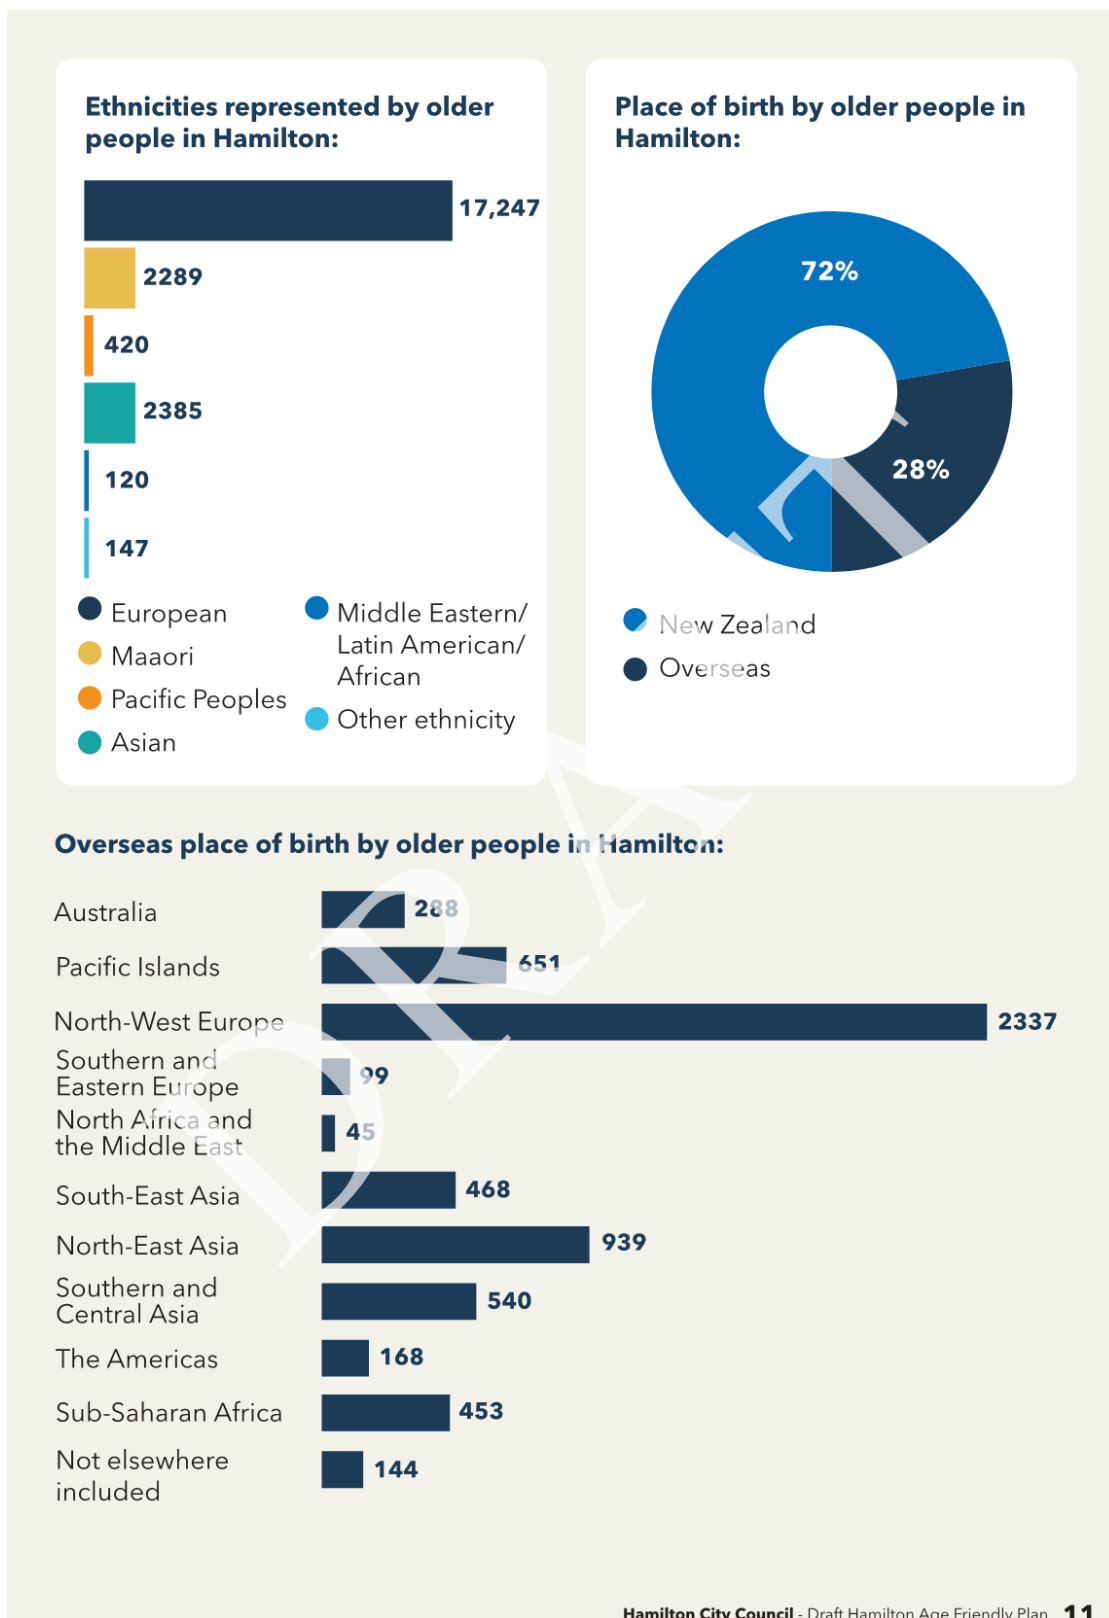 Ethnicities represented by older
people in Hamilton:
17,247
2289
420
2385
120
147
European
Maaori
Pacific Peoples
Asian
Middle Eastern/
Latin American/
African
Other ethnicity
Place of birth by older people in
Hamilton:
72%
28%
New Zealand
Overseas
Overseas place of birth by older people in Hamilton:
Australia 288
Pacific Islands 651
North-West Europe 2337
Southern and
Eastern Europe 99
North Africa and
the Middle East 45
South-East Asia 468
North-East Asia 939
Southern and
Central Asia 540
The Americas 168
Sub-Saharan Africa 453
Not elsewhere
included 144
DRAFT
Hamilton City Council - Draft Hamilton Age Friendly Plan 11